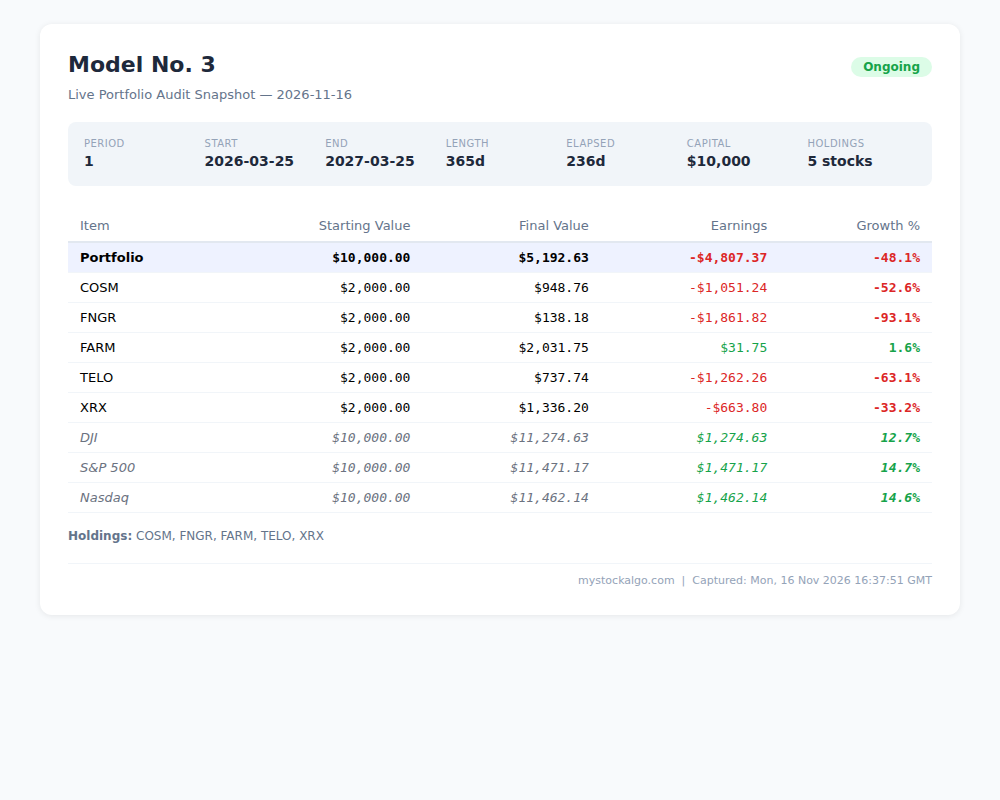 Model No. 3
Ongoing
Live Portfolio Audit Snapshot — 2026-11-16
PERIOD START END LENGTH ELAPSED CAPITAL HOLDINGS
1 2026-03-25 2027-03-25 365d 236d $10,000 5 stocks
Item Starting Value Final Value Earnings Growth %
Portfolio $10,000.00 $5,192.63 -$4,807.37 -48.1%
COSM $2,000.00 $948.76 -$1,051.24 -52.6%
FNGR $2,000.00 $138.18 -$1,861.82 -93.1%
FARM $2,000.00 $2,031.75 $31.75 1.6%
TELO $2,000.00 $737.74 -$1,262.26 -63.1%
XRX $2,000.00 $1,336.20 -$663.80 -33.2%
DJI $10,000.00 $11,274.63 $1,274.63 12.7%
S&P 500 $10,000.00 $11,471.17 $1,471.17 14.7%
Nasdaq $10,000.00 $11,462.14 $1,462.14 14.6%
Holdings: COSM, FNGR, FARM, TELO, XRX
mystockalgo.com | Captured: Mon, 16 Nov 2026 16:37:51 GMT